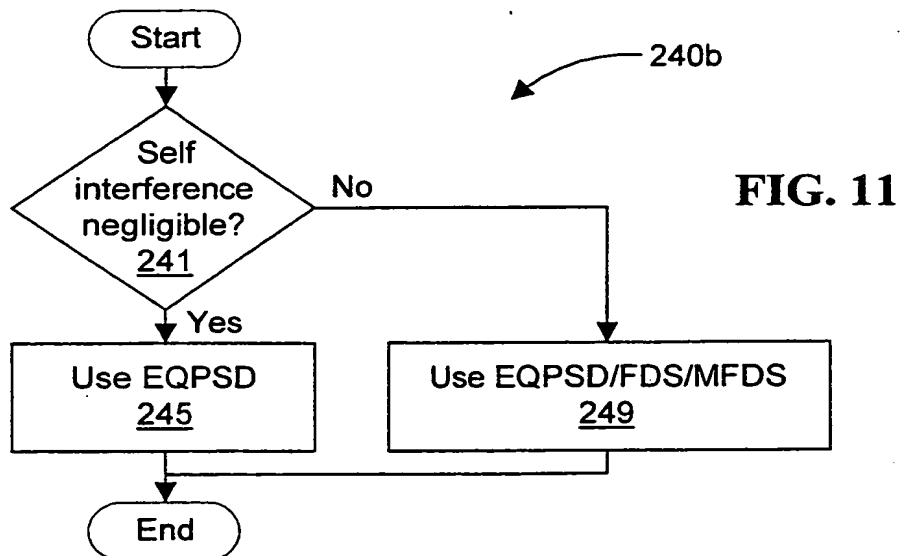 Start
240b
Self
interference
negligible?
241
No
FIG. 11
Yes
Use EQPSD
245
Use EQPSD/FDS/MFDS
249
End